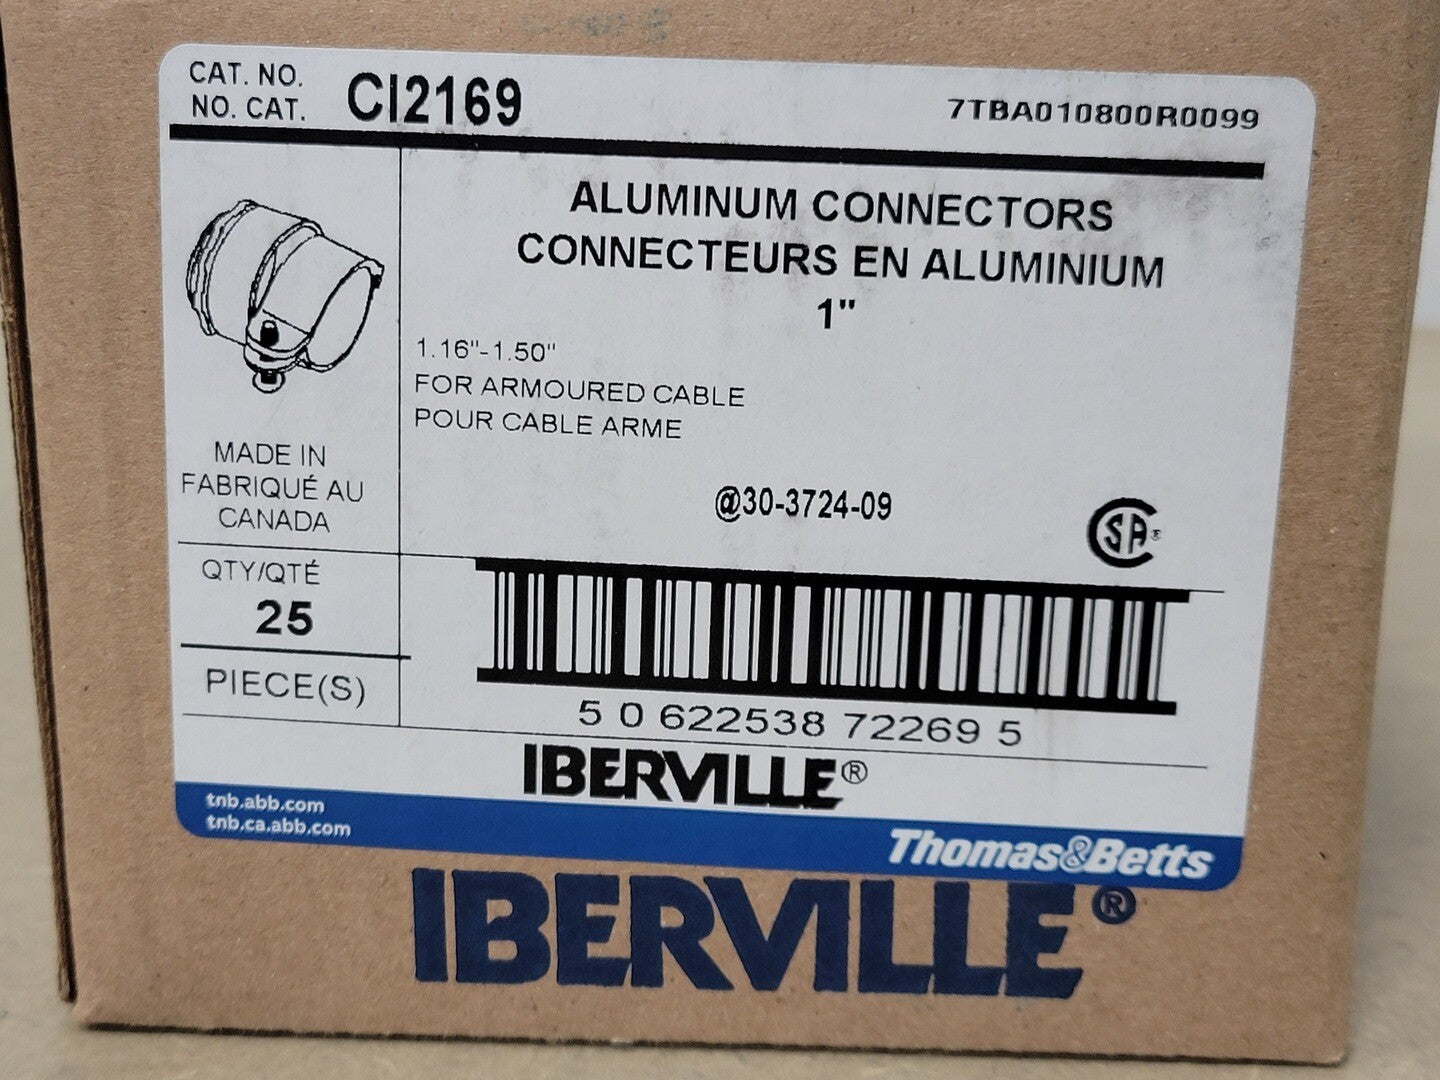 CAT. NO.
NO. CAT.
CI2169
7TBA010800R0099
ALUMINUM CONNECTORS
CONNECTEURS EN ALUMINIUM
1"
1.16"-1.50"
FOR ARMOURED CABLE
POUR CABLE ARME
MADE IN
FABRIQUÉ AU
CANADA
@30-3724-09
CSA®
QTY/QTÉ
25
PIECE(S)
5 0 622538 72269 5
IBERVILLE®
tnb.abb.com
tnb.ca.abb.com
Thomas&Betts
IBERVILLE®